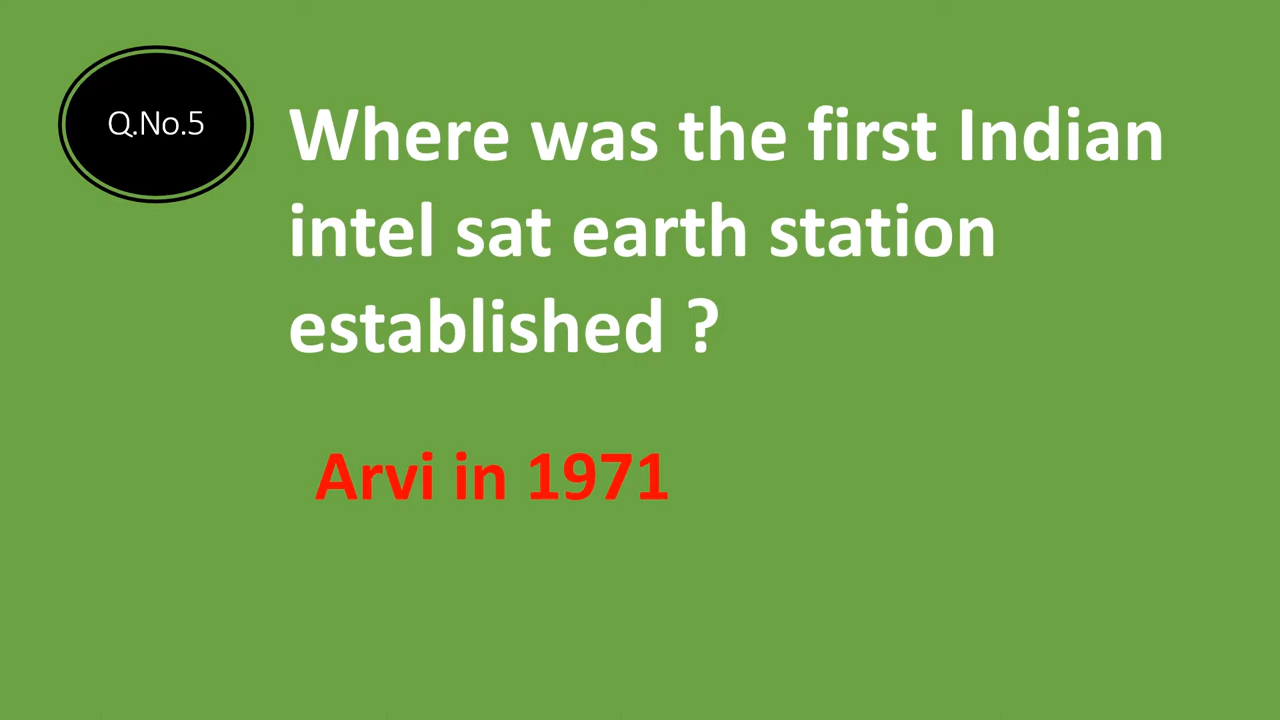 Q.No.5
Where was the first Indian
intel sat earth station
established ?
Arvi in 1971